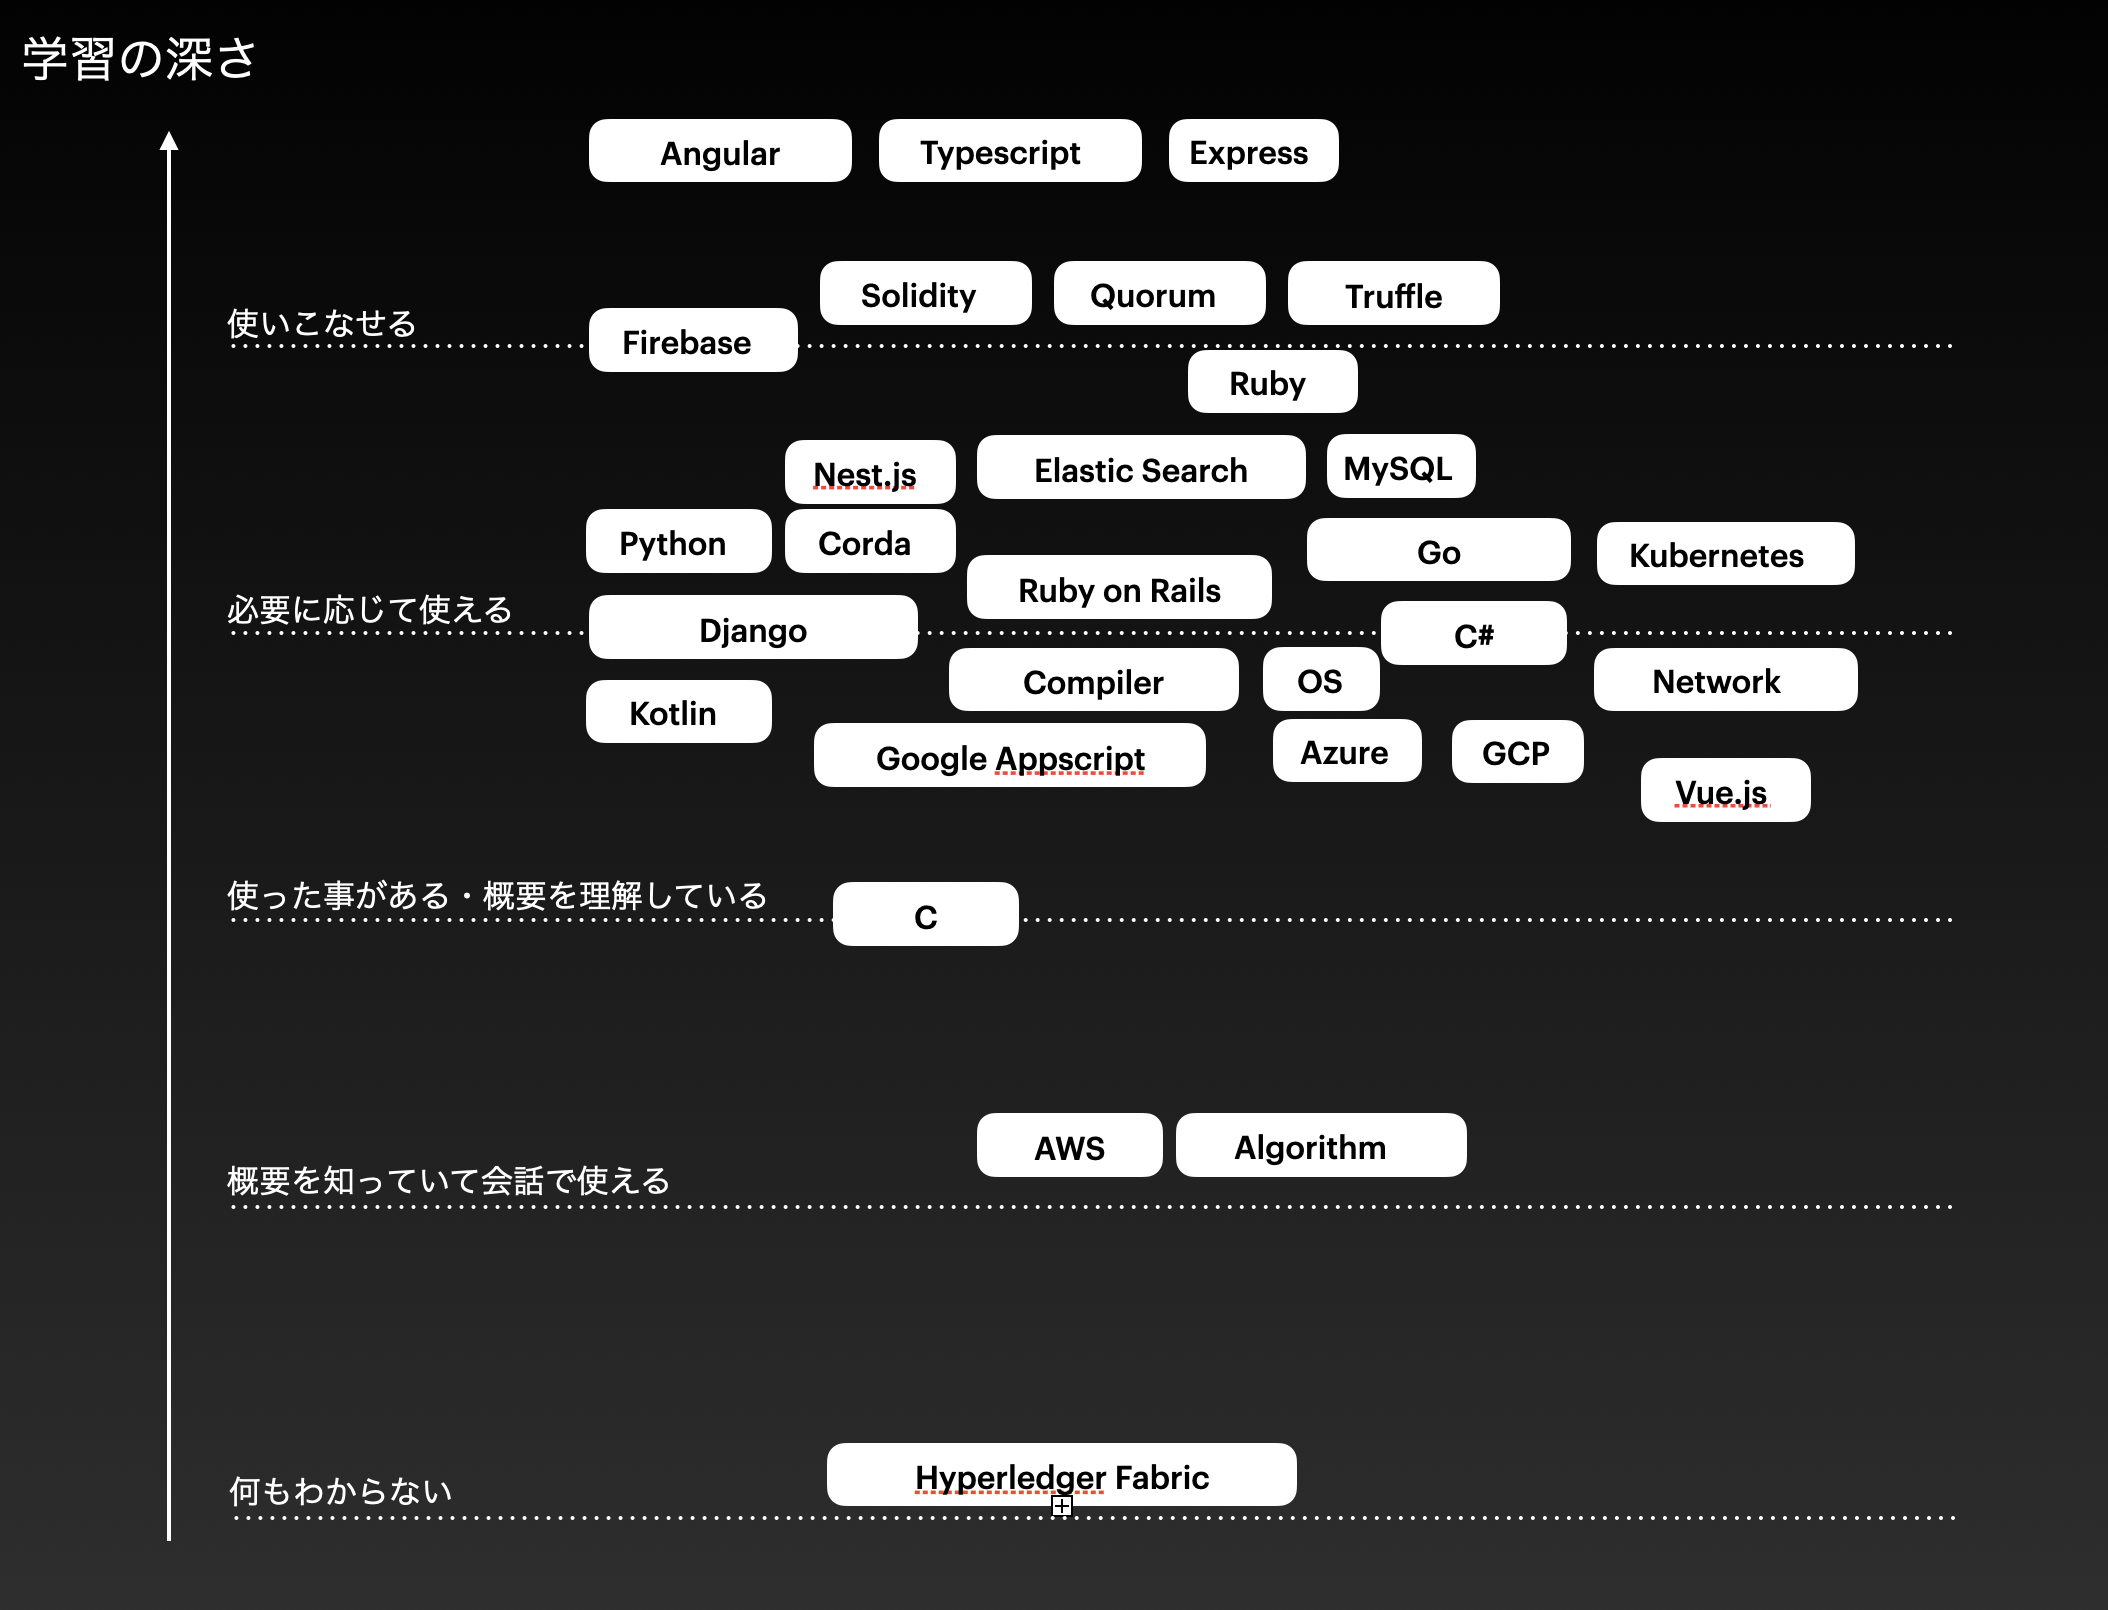 学習の深さ
Angular
Typescript
Express
Solidity
Quorum
Truffle
使いこなせる
Firebase
Ruby
Nest.js
Elastic Search
MySQL
Python
Corda
Go
Kubernetes
Ruby on Rails
必要に応じて使える
Django
C#
Compiler
OS
Network
Kotlin
Google Appscript
Azure
GCP
Vue.js
使った事がある・概要を理解している
C
AWS
Algorithm
概要を知っていて会話で使える
Hyperledger Fabric
何もわからない